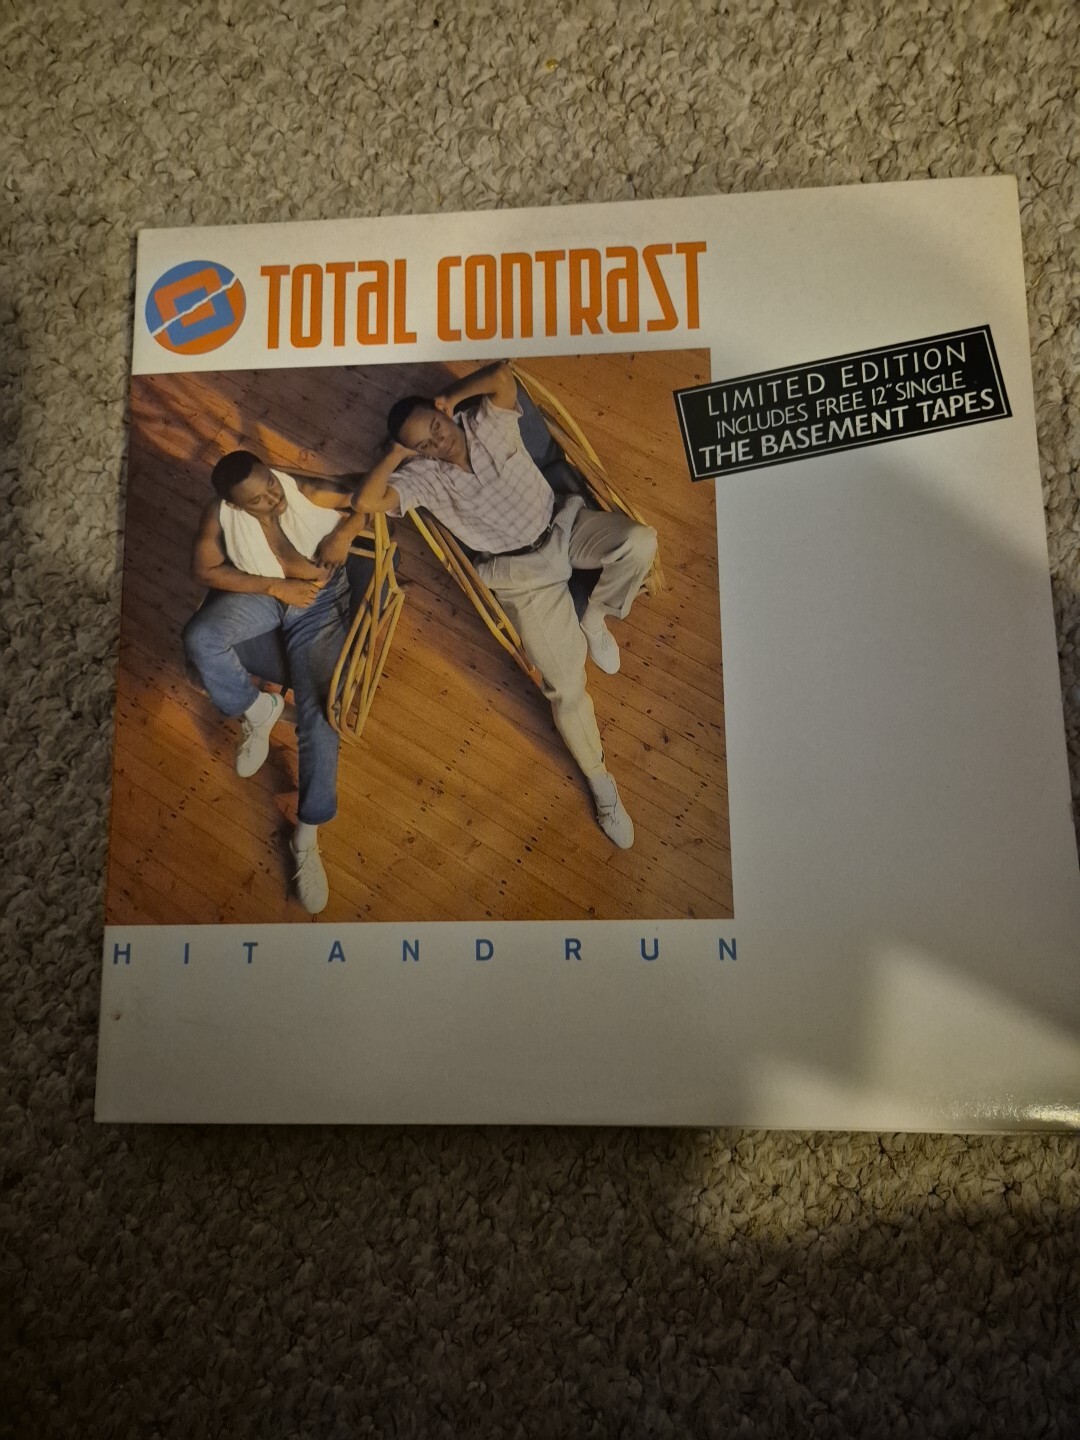 TOTAL CONTRAST
LIMITED EDITION
INCLUDES FREE 12" SINGLE
THE BASEMENT TAPES
HIT AND RUN